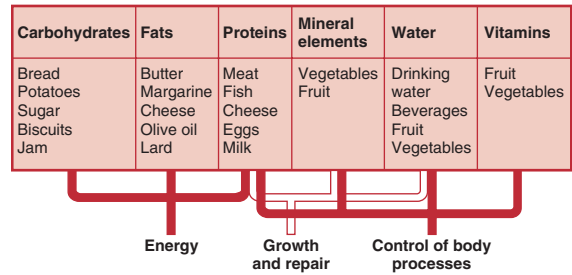 Carbohydrates Fats Proteins Mineral elements Water Vitamins
Bread Butter Meat Vegetables Drinking Fruit
Potatoes Margarine Fish Fruit water Vegetables
Sugar Cheese Cheese Beverages
Biscuits Olive oil Eggs Fruit
Jam Lard Milk Vegetables
Energy Growth Control of body
and repair processes